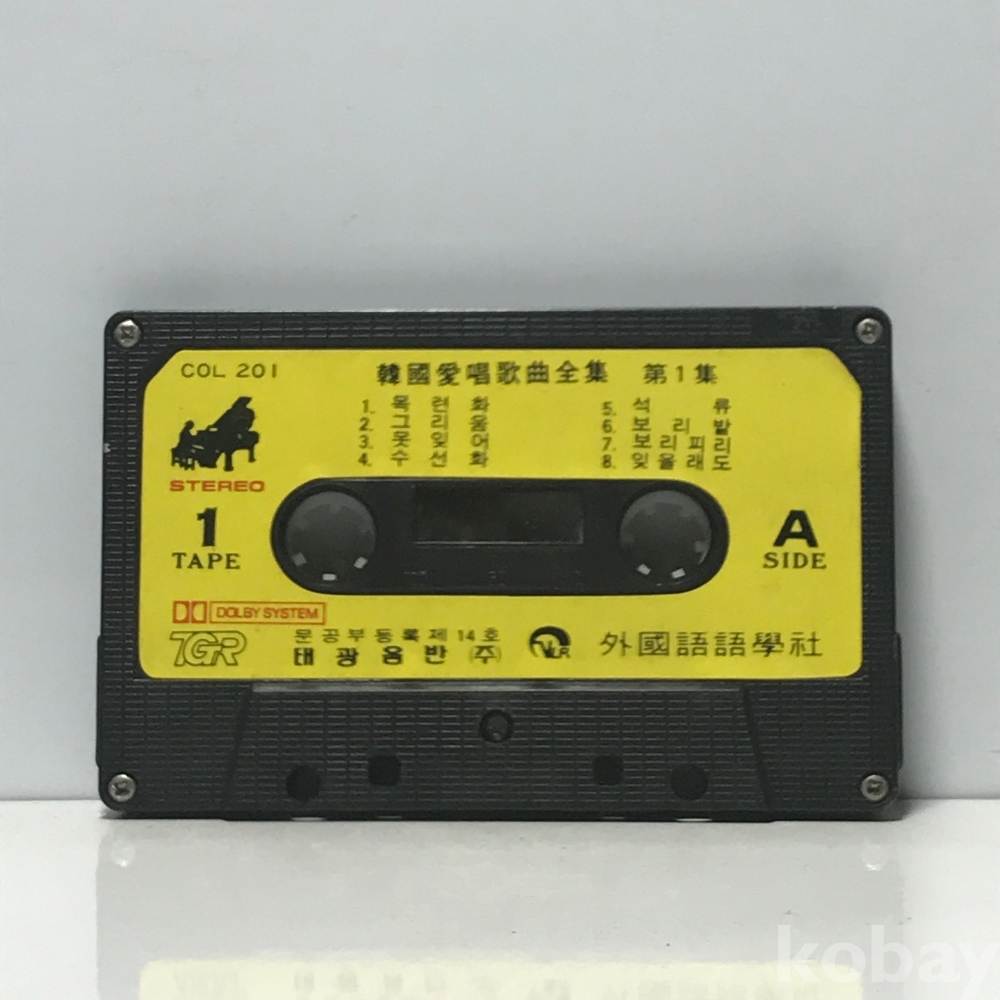 COL 201
韓國愛唱歌曲全集 第1集
1. 목련화
2. 그리움
3. 못잊어
4. 수선화
5. 석류
6. 보리밭
7. 보리피리
8. 잊을래도
STEREO
1
TAPE
A
SIDE
DOLBY SYSTEM
TGR
문공부등록제14호
태광음반(주)
外國語語學社
kobay